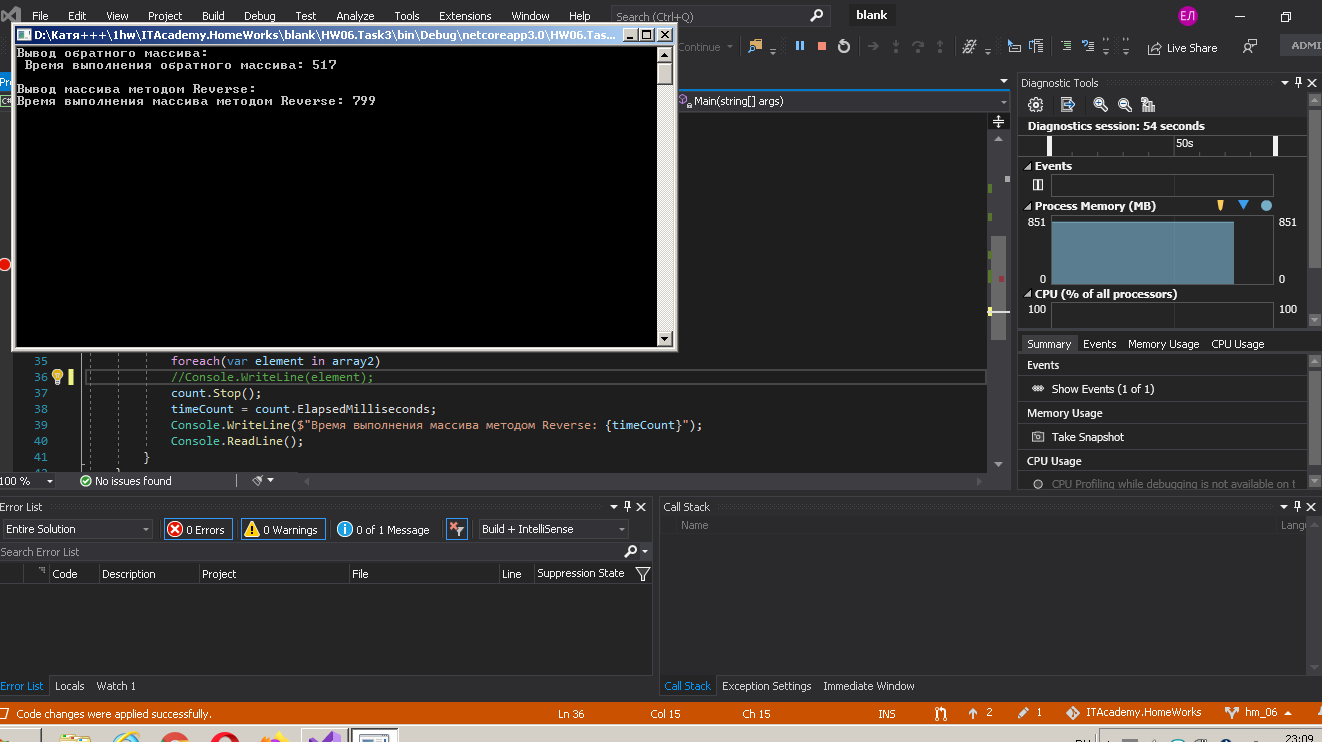 File Edit View Project Build Debug Test Analyze Tools Extensions Window Help Search (Ctrl+Q) blank ЕЛ
D:\Катя+++\1hw\ITAcademy.HomeWorks\blank\HW06.Task3\bin\Debug\netcoreapp3.0\HW06.Tas...
Continue Live Share ADMI
Вывод обратного массива:
Время выполнения обратного массива: 517
Вывод массива методом Reverse:
Время выполнения массива методом Reverse: 799
Pr
C#
Main(string[] args)
Diagnostic Tools
Diagnostics session: 54 seconds
50s
Events
Process Memory (MB)
851 851
0 0
CPU (% of all processors)
100 100
Summary Events Memory Usage CPU Usage
Events
Show Events (1 of 1)
Memory Usage
Take Snapshot
CPU Usage
CPU Profiling while debugging is not available on t
35 foreach(var element in array2)
36 //Console.WriteLine(element);
37 count.Stop();
38 timeCount = count.ElapsedMilliseconds;
39 Console.WriteLine($"Время выполнения массива методом Reverse: {timeCount}");
40 Console.ReadLine();
41 }
100 % No issues found
Error List
Entire Solution 0 Errors 0 Warnings 0 of 1 Message Build + IntelliSense
Search Error List
Code Description Project File Line Suppression State
Error List Locals Watch 1
Call Stack
Name Langu
Call Stack Exception Settings Immediate Window
Code changes were applied successfully. Ln 36 Col 15 Ch 15 INS 2 1 ITAcademy.HomeWorks hm_06
23:09